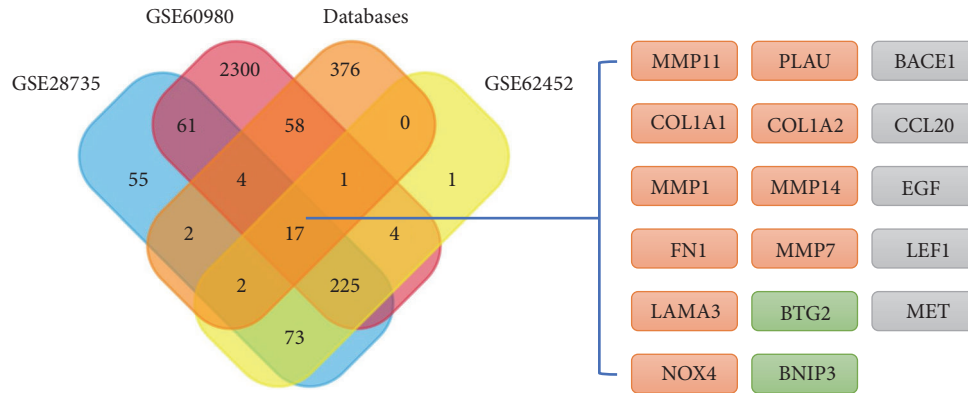 GSE60980 Databases
GSE28735 GSE62452
2300 376
61 58 0
55 4 1 1
2 17 4
2 225
73
MMP11 PLAU BACE1
COL1A1 COL1A2 CCL20
MMP1 MMP14 EGF
FN1 MMP7 LEF1
LAMA3 BTG2 MET
NOX4 BNIP3